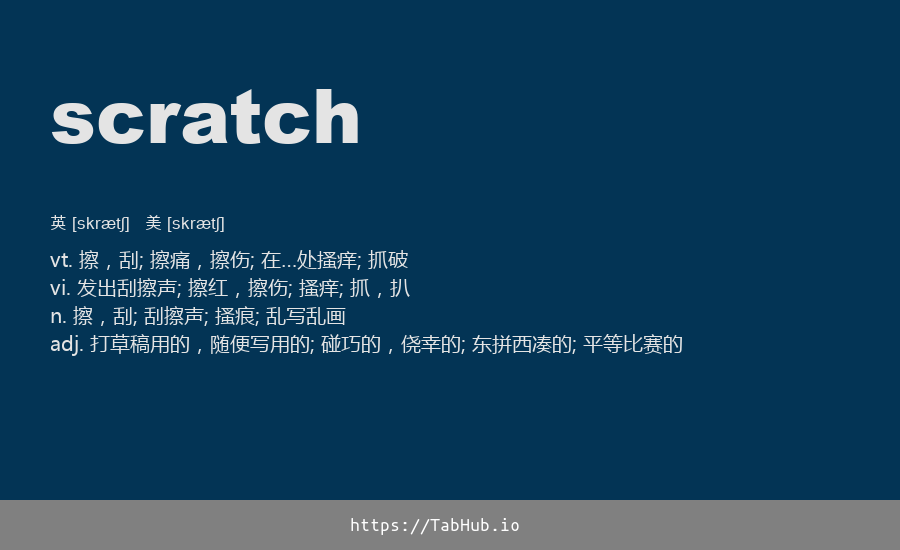 scratch
英 [skrætʃ] 美 [skrætʃ]
vt. 擦，刮; 擦痛，擦伤; 在…处搔痒; 抓破
vi. 发出刮擦声; 擦红，擦伤; 搔痒; 抓，扒
n. 擦，刮; 刮擦声; 搔痕; 乱写乱画
adj. 打草稿用的，随便写用的; 碰巧的，侥幸的; 东拼西凑的; 平等比赛的
https://TabHub.io